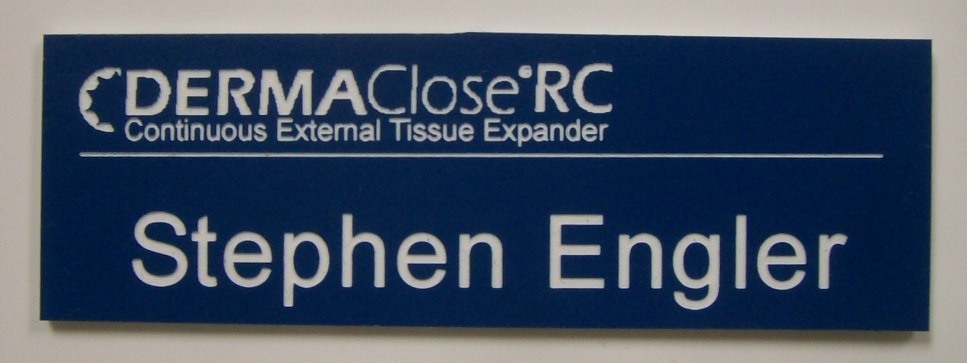 DERMAClose®RC
Continuous External Tissue Expander
Stephen Engler